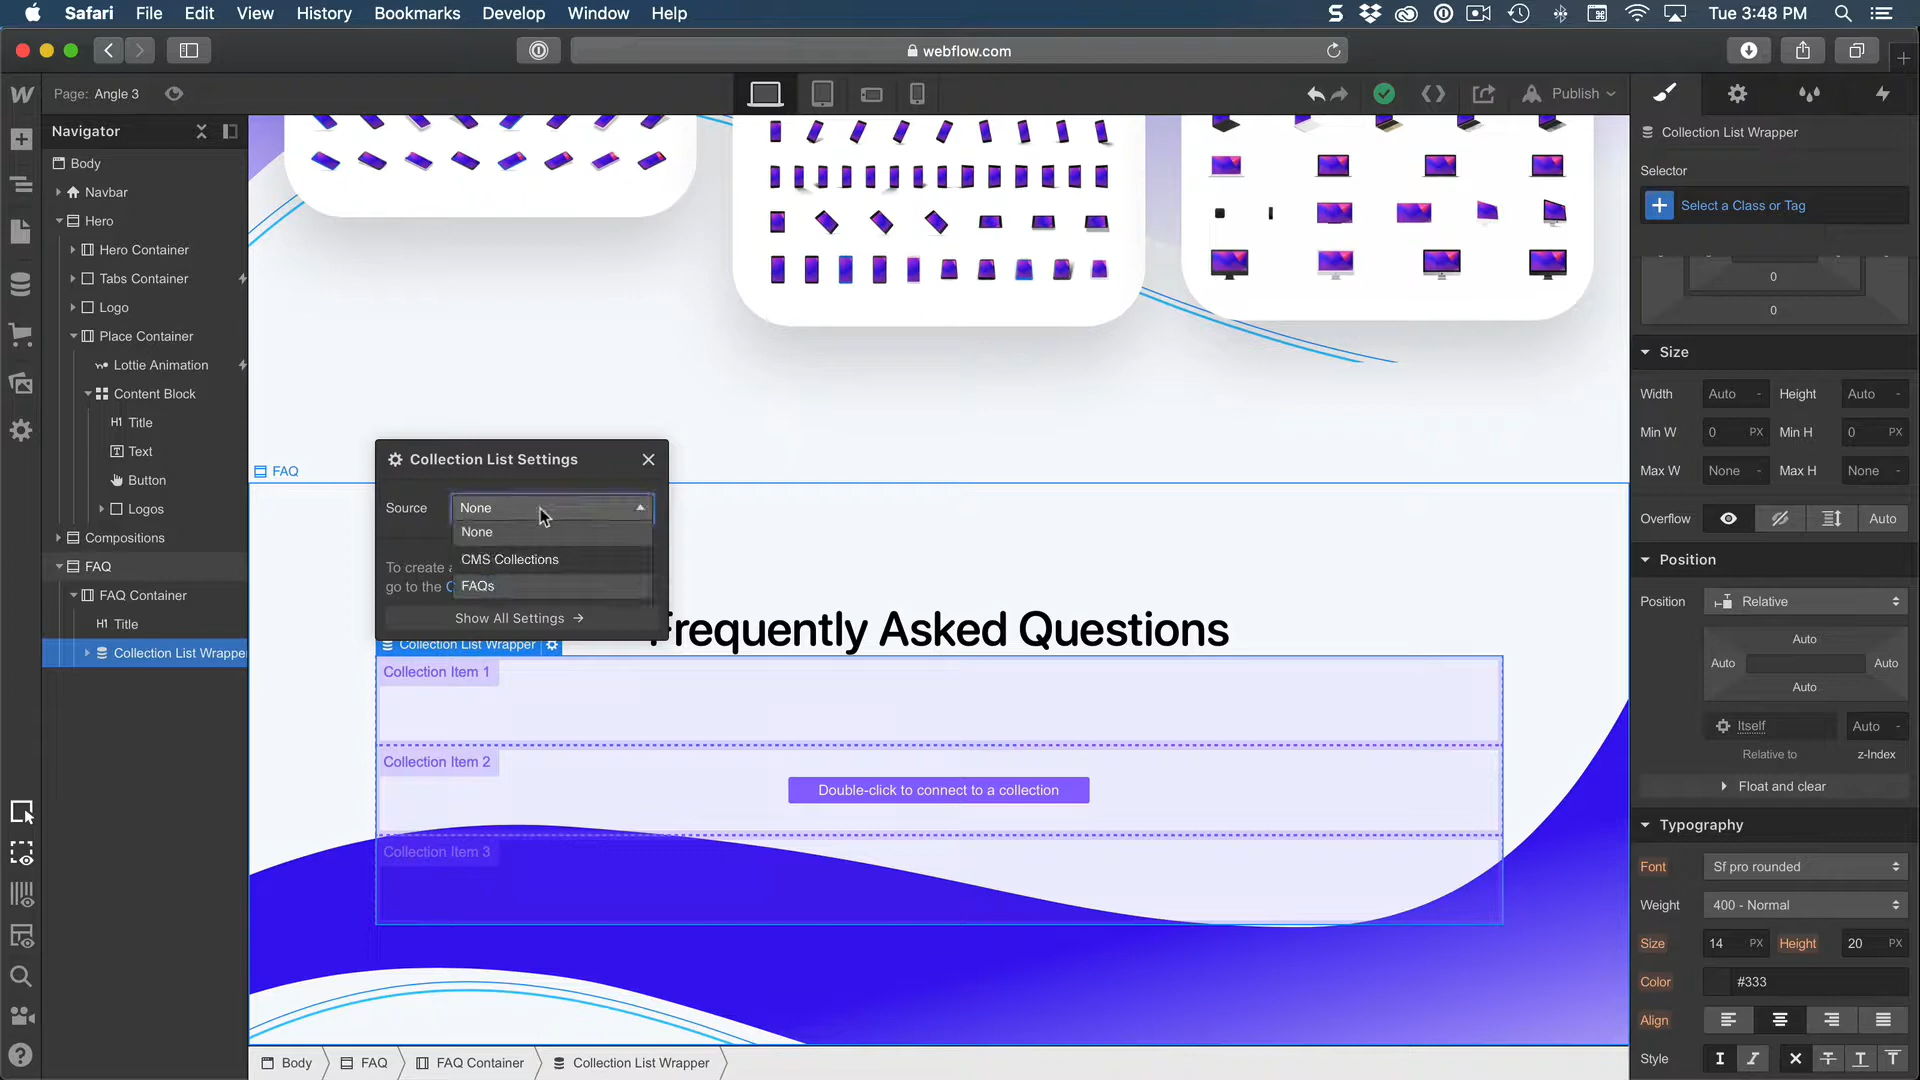 Safari File Edit View History Bookmarks Develop Window Help
Tue 3:48 PM
webflow.com
Page: Angle 3
Publish
Navigator
Body
Navbar
Hero
Hero Container
Tabs Container
Logo
Place Container
Lottie Animation
Content Block
H1 Title
Text
Button
Logos
Compositions
FAQ
FAQ Container
H1 Title
Collection List Wrappe
FAQ
Collection List Settings
Source None
None
CMS Collections
FAQs
To create
go to the
Show All Settings
Collection List Wrapper
Frequently Asked Questions
Collection Item 1
Collection Item 2
Double-click to connect to a collection
Collection Item 3
Body FAQ FAQ Container Collection List Wrapper
Collection List Wrapper
Selector
Select a Class or Tag
0
0
Size
Width Auto - Height Auto -
Min W 0 PX Min H 0 PX
Max W None - Max H None -
Overflow Auto
Position
Position Relative
Auto
Auto Auto
Auto
Itself Auto -
Relative to z-Index
Float and clear
Typography
Font Sf pro rounded
Weight 400 - Normal
Size 14 PX Height 20 PX
Color #333
Align
Style